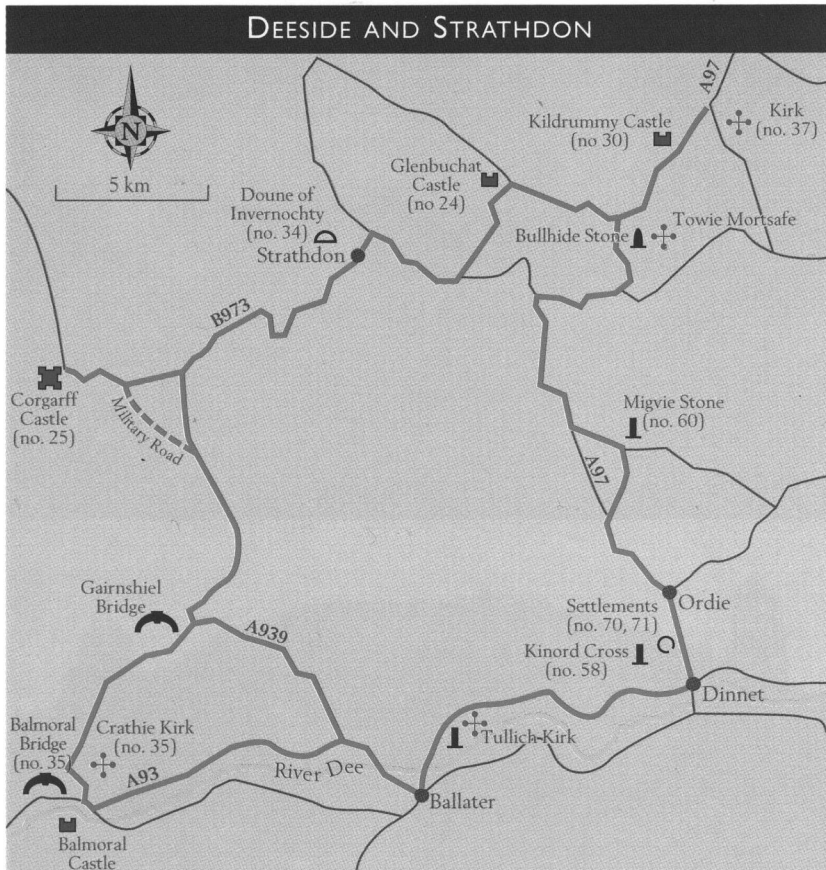 DEESIDE AND STRATHDON
A97
N
5 km
Kildrummy Castle
(no 30)
Kirk
(no. 37)
Glenbuchat
Castle
(no 24)
Doune of
Invernochty
(no. 34)
Strathdon
Bullhide Stone
Towie Mortsafe
B973
Corgarff
Castle
(no. 25)
Military Road
Migvie Stone
(no. 60)
A97
Gairnshiel
Bridge
A939
Settlements
(no. 70, 71)
Ordie
Kinord Cross
(no. 58)
Dinnet
Balmoral
Bridge
(no. 35)
Crathie Kirk
(no. 35)
Tullich Kirk
A93
River Dee
Ballater
Balmoral
Castle